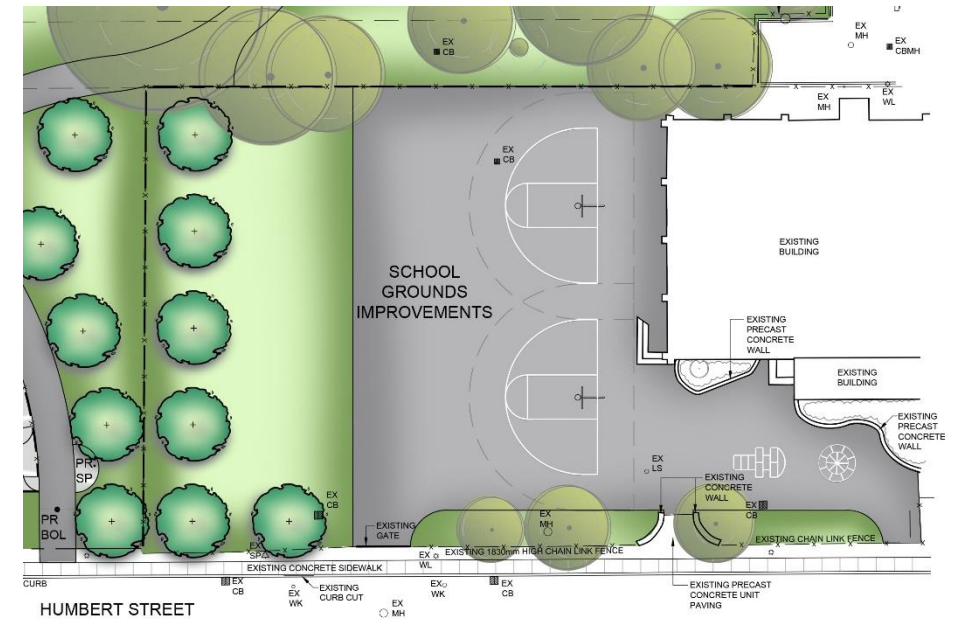 EX
CB
EX
MH
EX
CBMH
EX
MH
EX
WL
EX
CB
EXISTING
BUILDING
SCHOOL
GROUNDS
IMPROVEMENTS
EXISTING
PRECAST
CONCRETE
WALL
EXISTING
BUILDING
EXISTING
PRECAST
CONCRETE
WALL
EX
LS
EXISTING
CONCRETE
WALL
PR
SP
EX
CB
EX
CB
PR
BOL
EX
MH
EXISTING
GATE
EX
EXISTING 1830mm HIGH CHAIN LINK FENCE
EXISTING CHAIN LINK FENCE
EX
WL
EXISTING CONCRETE SIDEWALK
CURB
EX
CB
EX
WK
EXISTING
CURB CUT
EX
WK
EX
CB
EXISTING PRECAST
CONCRETE UNIT
PAVING
EX
MH
HUMBERT STREET